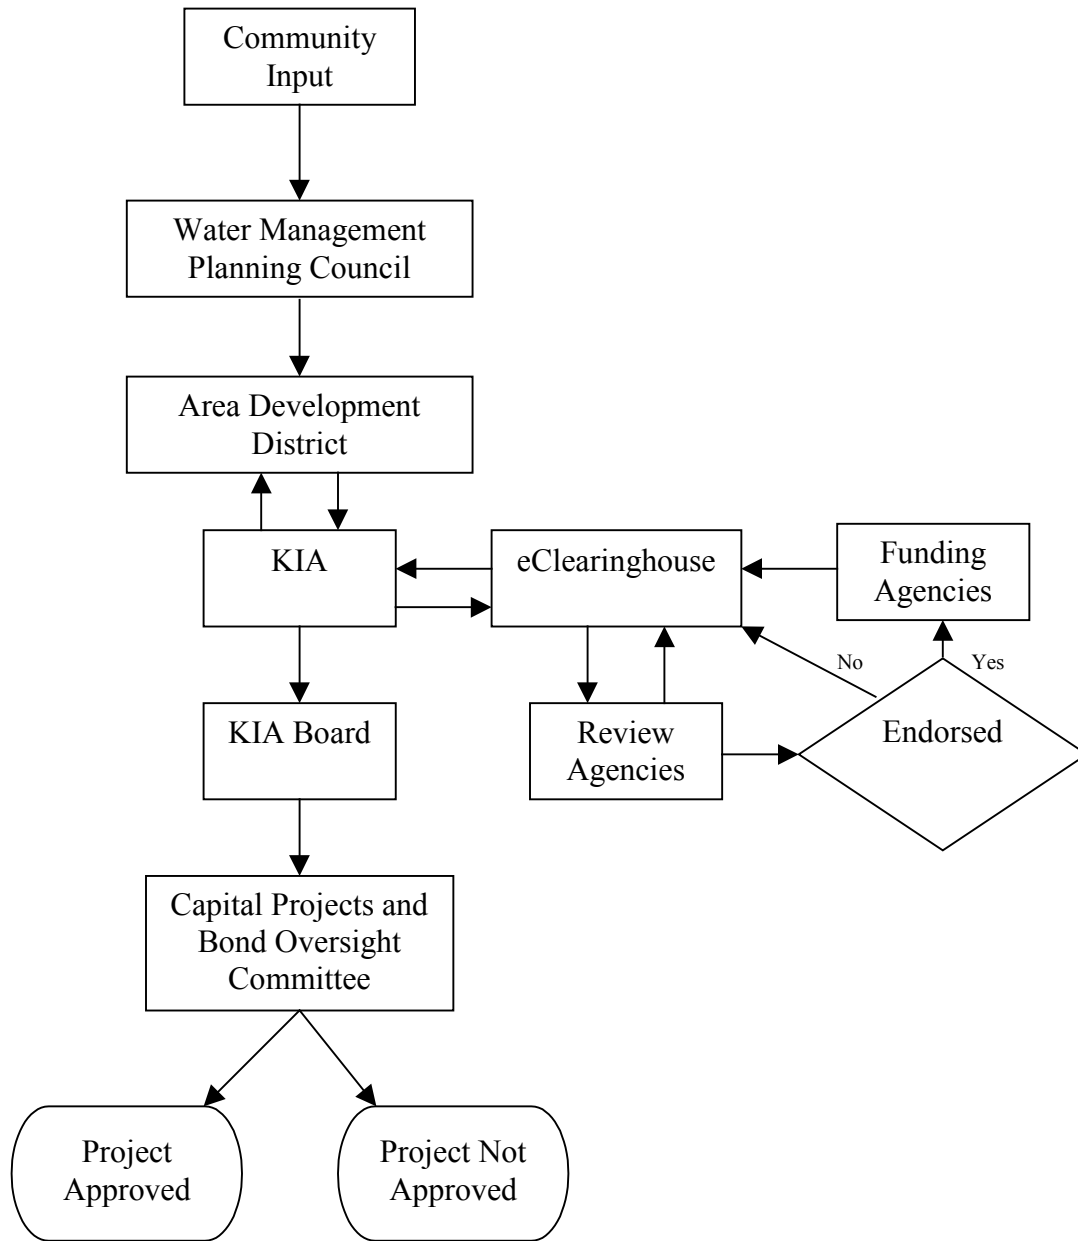 Community
Input
Water Management
Planning Council
Area Development
District
KIA
eClearinghouse
Funding
Agencies
No
Yes
KIA Board
Review
Agencies
Endorsed
Capital Projects and
Bond Oversight
Committee
Project
Approved
Project Not
Approved